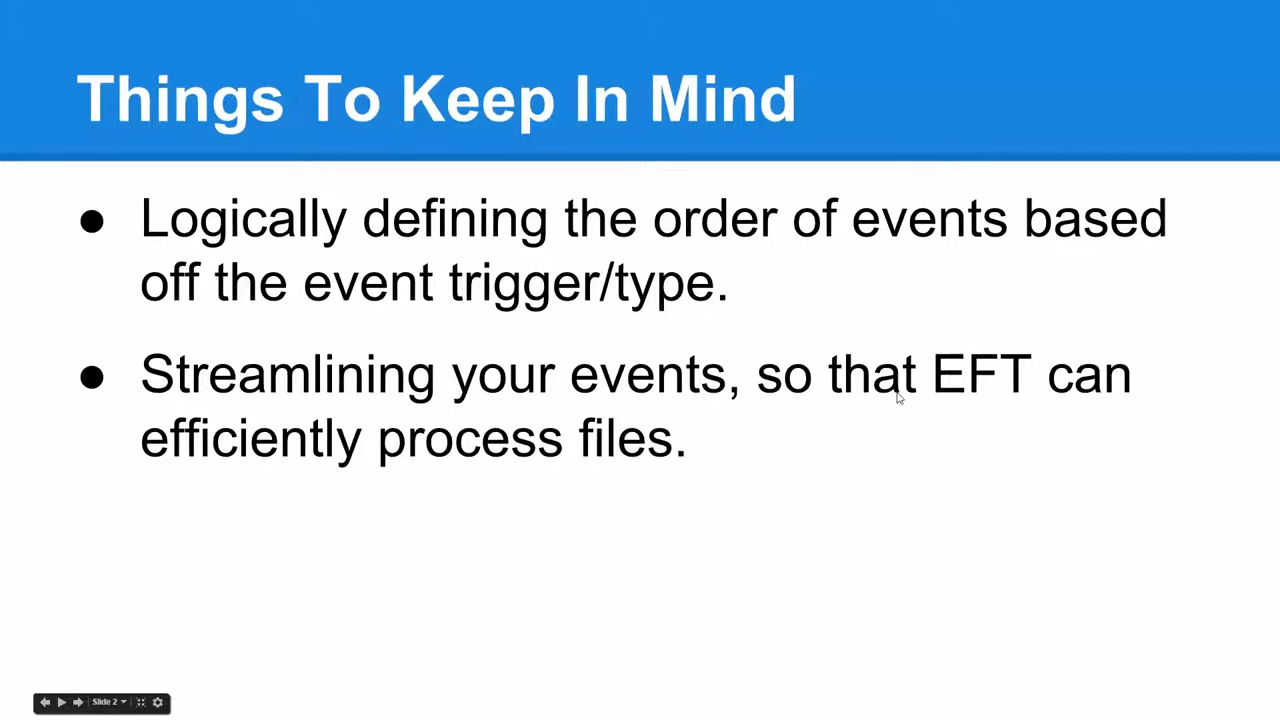 Things To Keep In Mind
● Logically defining the order of events based
off the event trigger/type.
● Streamlining your events, so that EFT can
efficiently process files.
Slide 2